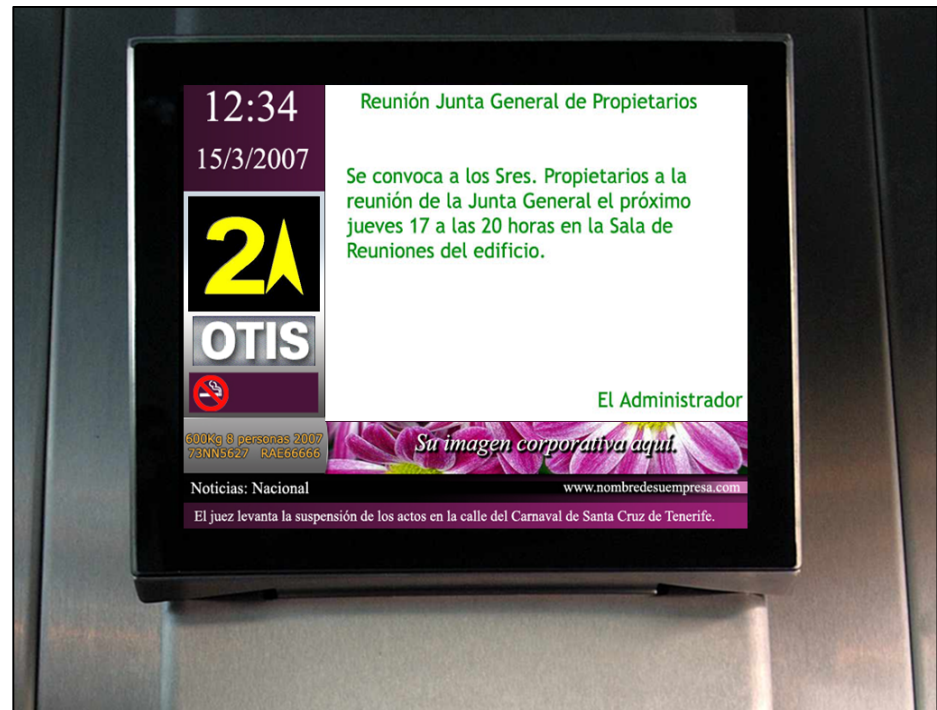 12:34
15/3/2007
2
OTIS
600Kg 8 personas 2007
73NN5627 RAE66666
Reunión Junta General de Propietarios
Se convoca a los Sres. Propietarios a la
reunión de la Junta General el próximo
jueves 17 a las 20 horas en la Sala de
Reuniones del edificio.
El Administrador
Su imagen corporativa aquí.
Noticias: Nacional
www.nombredesuempresa.com
El juez levanta la suspensión de los actos en la calle del Carnaval de Santa Cruz de Tenerife.